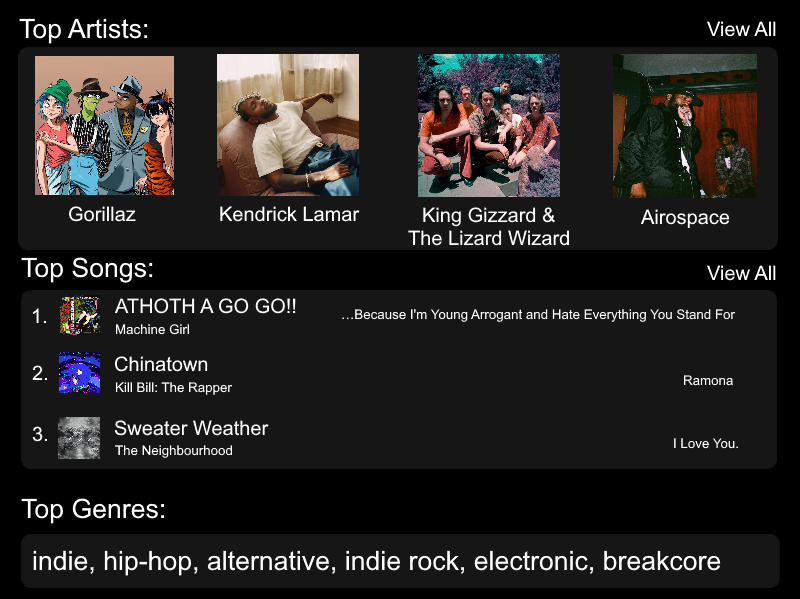 Top Artists:
View All
Gorillaz
Kendrick Lamar
King Gizzard &
The Lizard Wizard
Airospace
Top Songs:
View All
1.
ATHOTH A GO GO!!
Machine Girl
…Because I'm Young Arrogant and Hate Everything You Stand For
2.
Chinatown
Kill Bill: The Rapper
Ramona
3.
Sweater Weather
The Neighbourhood
I Love You.
Top Genres:
indie, hip-hop, alternative, indie rock, electronic, breakcore